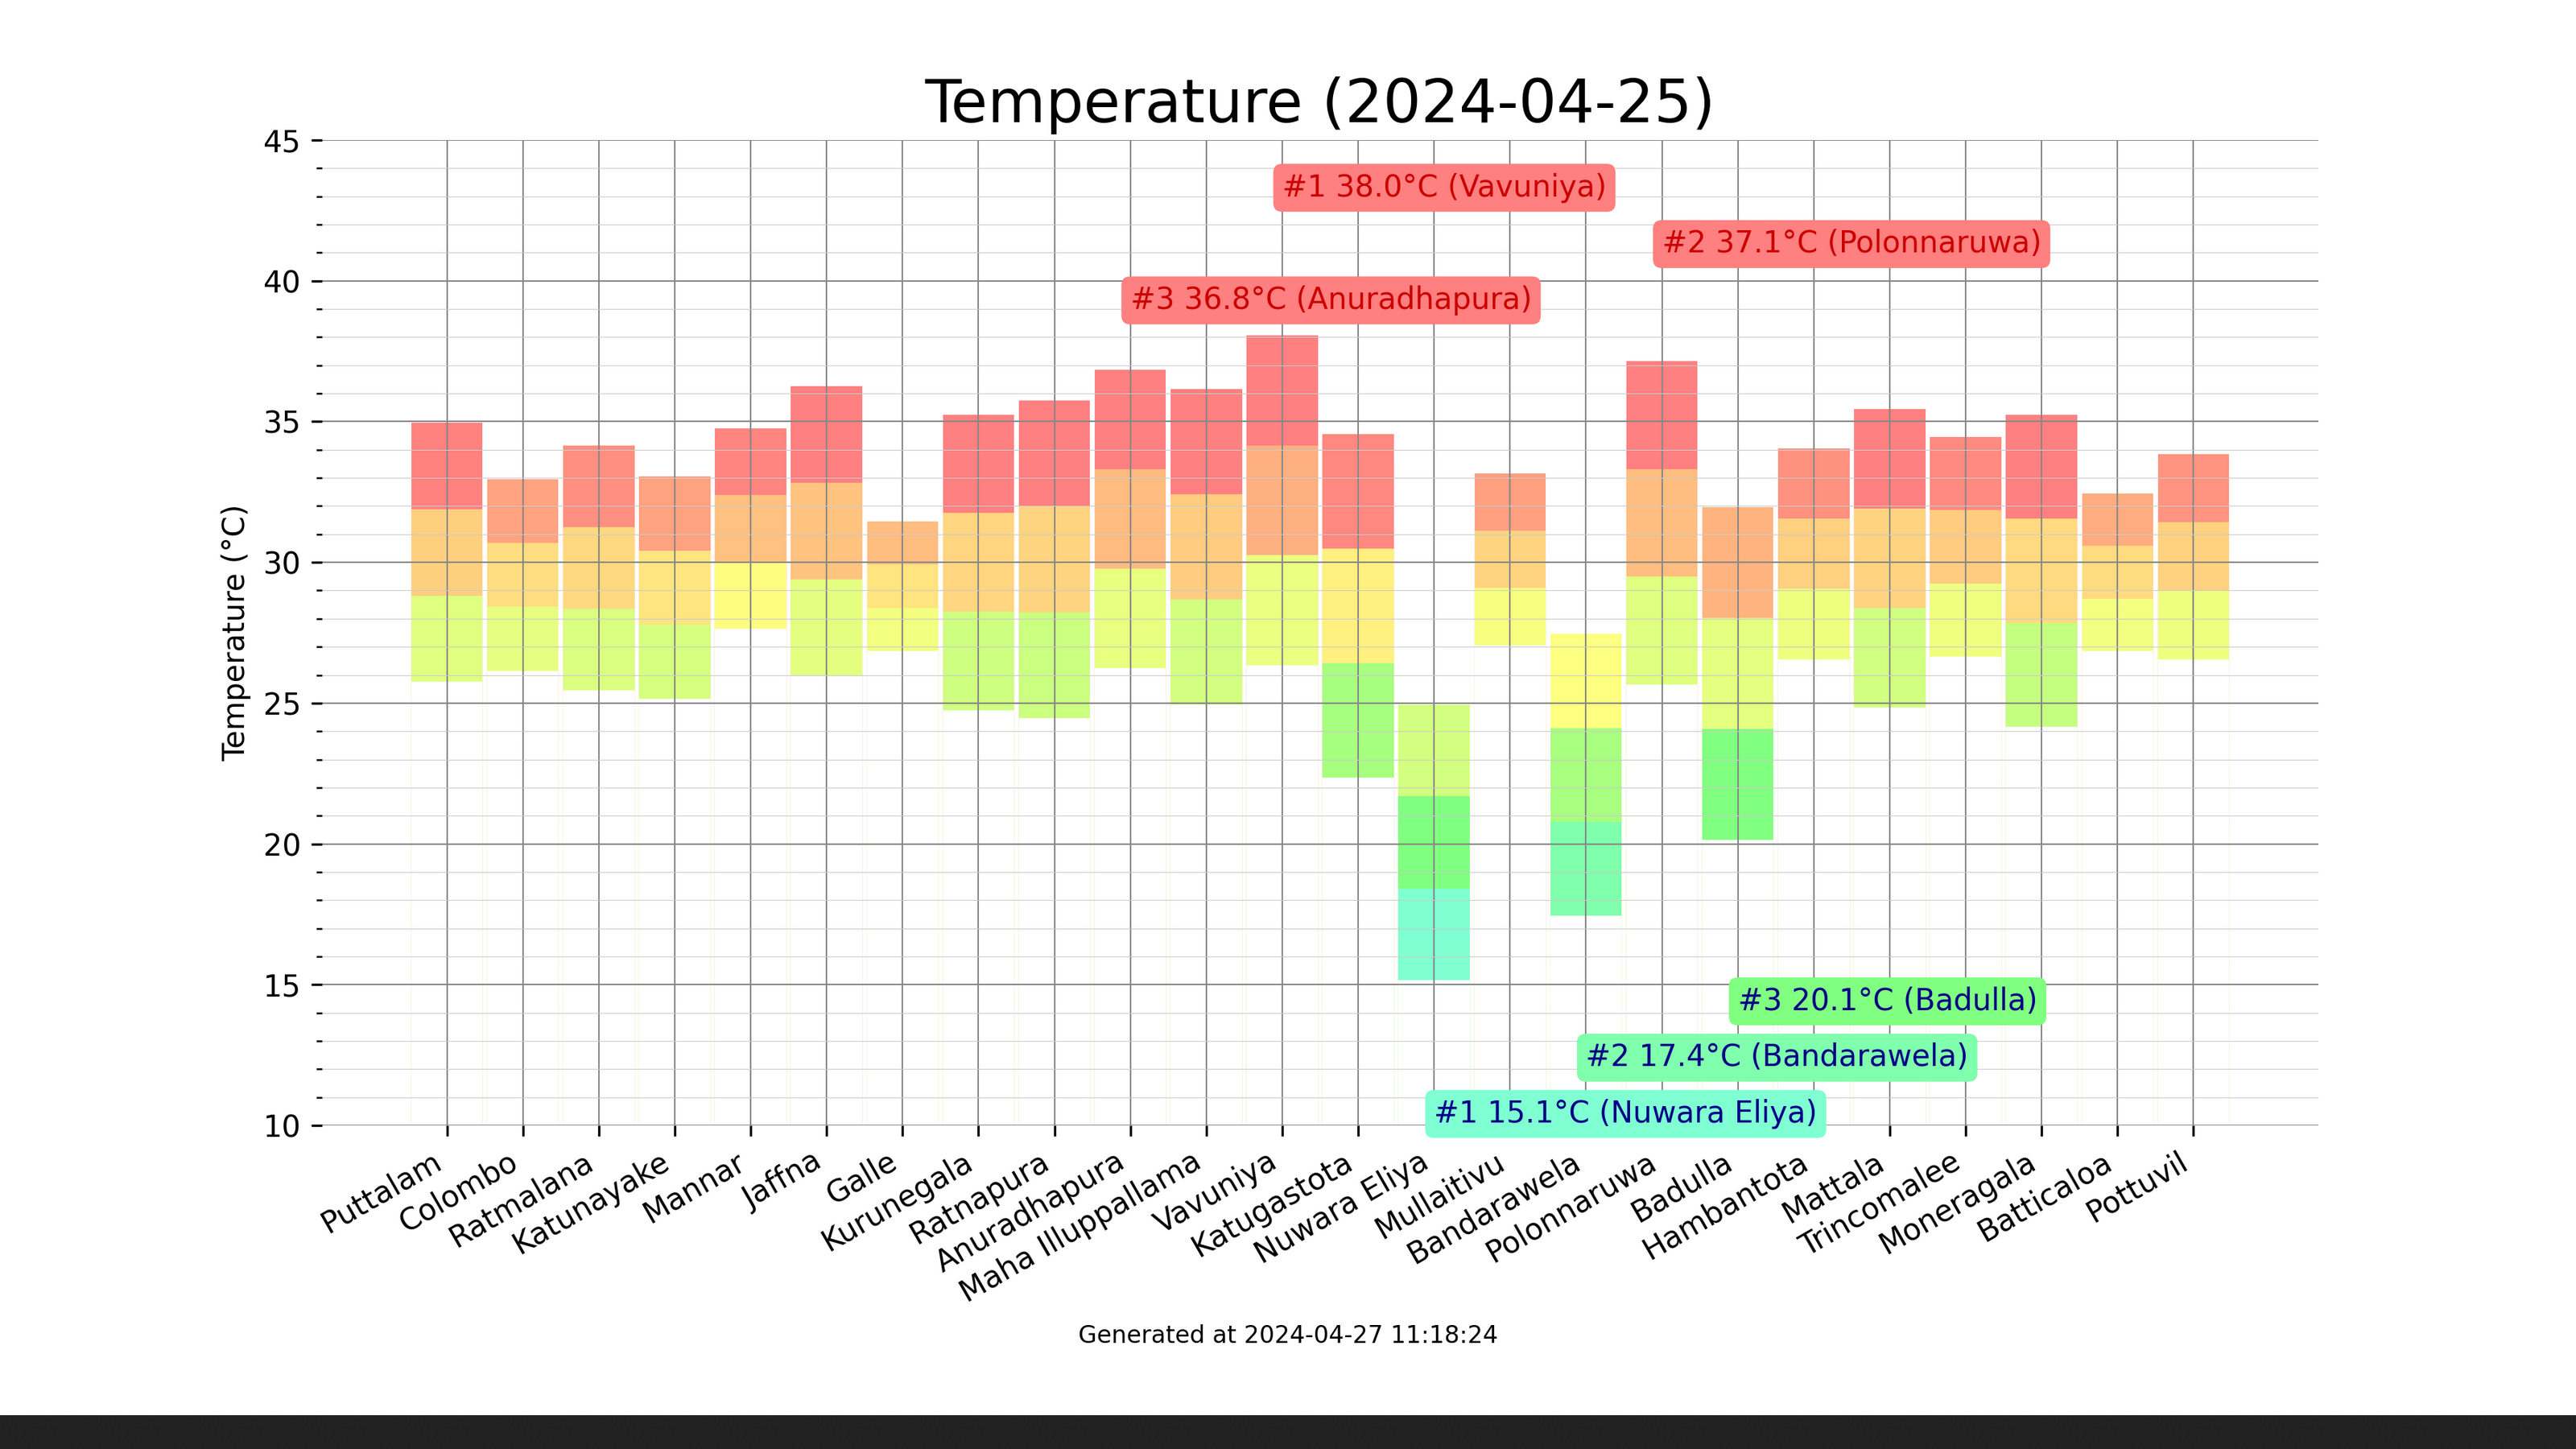 Temperature (2024-04-25)
45
40
35
30
25
20
15
10
Temperature (°C)
#1 38.0°C (Vavuniya)
#2 37.1°C (Polonnaruwa)
#3 36.8°C (Anuradhapura)
#3 20.1°C (Badulla)
#2 17.4°C (Bandarawela)
#1 15.1°C (Nuwara Eliya)
Puttalam
Colombo
Ratmalana
Katunayake
Mannar
Jaffna
Galle
Kurunegala
Ratnapura
Anuradhapura
Maha Illuppallama
Vavuniya
Katugastota
Nuwara Eliya
Mullaitivu
Bandarawela
Polonnaruwa
Badulla
Hambantota
Mattala
Trincomalee
Moneragala
Batticaloa
Pottuvil
Generated at 2024-04-27 11:18:24